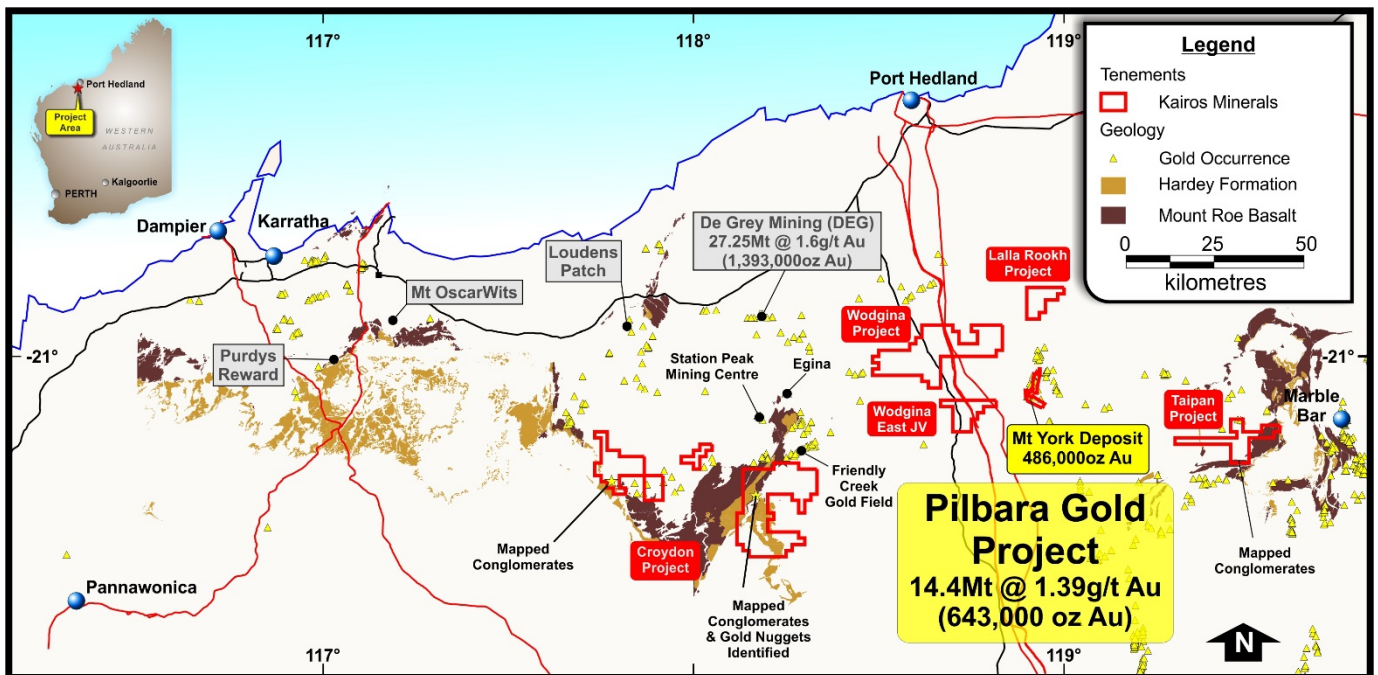 117°
118°
119°
Port Hedland
Project
Area
WESTERN
AUSTRALIA
PERTH
Kalgoorlie
Port Hedland
Legend
Tenements
Kairos Minerals
Geology
Gold Occurrence
Hardey Formation
Mount Roe Basalt
0
25
50
kilometres
Dampier
Karratha
Loudens
Patch
De Grey Mining (DEG)
27.25Mt @ 1.6g/t Au
(1,393,000oz Au)
Lalla Rookh
Project
Mt OscarWits
Wodgina
Project
-21°
Purdys
Reward
Station Peak
Mining Centre
Egina
-21°
Wodgina
East JV
Taipan
Project
Marble
Bar
Mt York Deposit
486,000oz Au
Friendly
Creek
Gold Field
Pilbara Gold
Project
14.4Mt @ 1.39g/t Au
(643,000 oz Au)
Mapped
Conglomerates
Croydon
Project
Mapped
Conglomerates
Pannawonica
Mapped
Conglomerates
& Gold Nuggets
Identified
N
117°
118°
119°